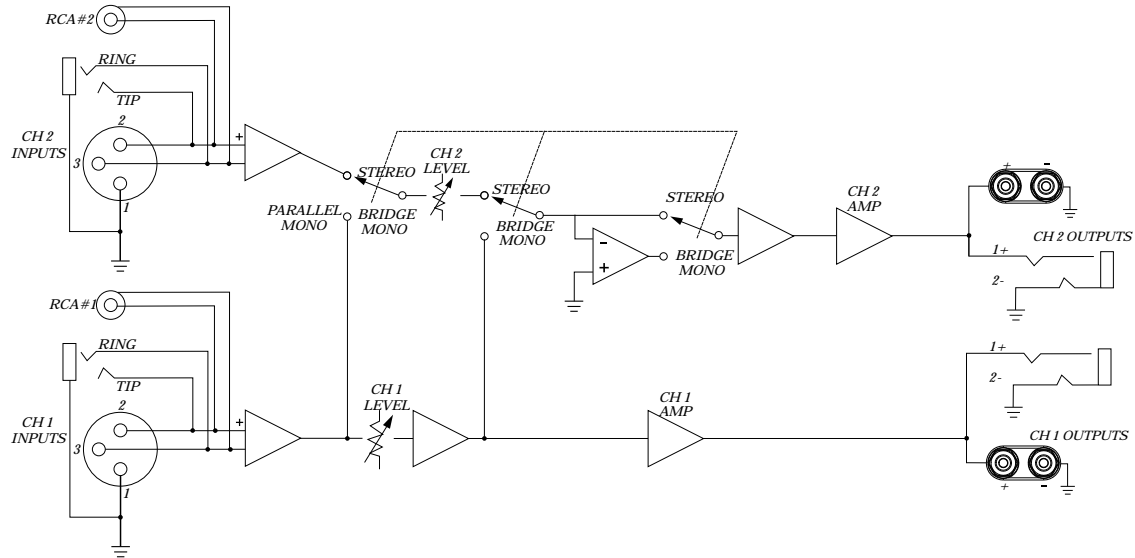 RCA#2
RING
TIP
2
CH 2
INPUTS
3
1
+
STEREO
PARALLEL
MONO
BRIDGE
MONO
CH 2
LEVEL
STEREO
BRIDGE
MONO
-
+
STEREO
BRIDGE
MONO
CH 2
AMP
+ -
CH 2 OUTPUTS
1+
2-
RCA#1
RING
TIP
2
CH 1
INPUTS
3
1
+
CH 1
LEVEL
CH 1
AMP
1+
2-
CH 1 OUTPUTS
+ -